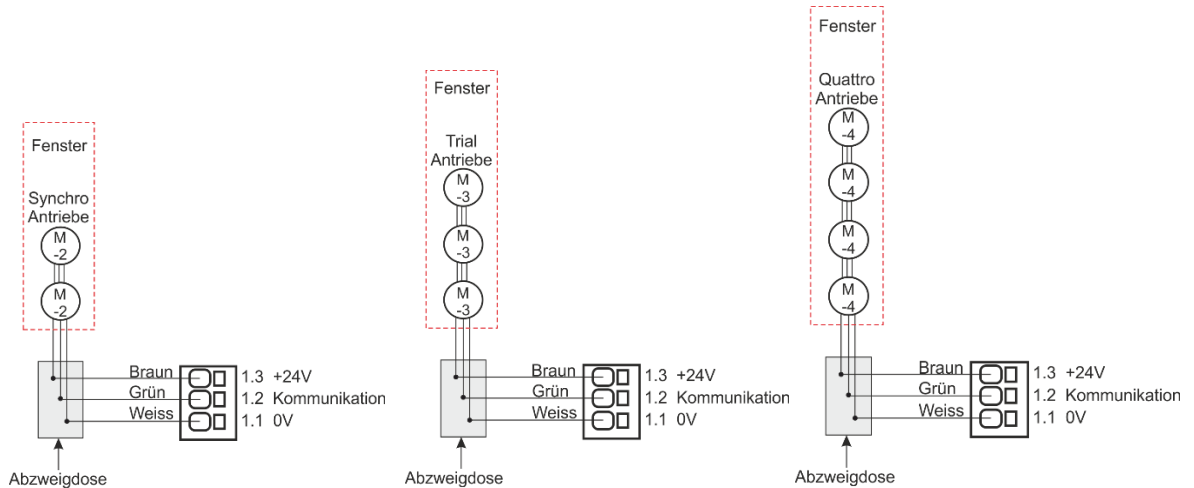 Fenster
Synchro
Antriebe
M
-2
M
-2
Braun
Grün
Weiss
1.3 +24V
1.2 Kommunikation
1.1 0V
Abzweigdose
Fenster
Trial
Antriebe
M
-3
M
-3
M
-3
Braun
Grün
Weiss
1.3 +24V
1.2 Kommunikation
1.1 0V
Abzweigdose
Fenster
Quattro
Antriebe
M
-4
M
-4
M
-4
M
-4
Braun
Grün
Weiss
1.3 +24V
1.2 Kommunikation
1.1 0V
Abzweigdose